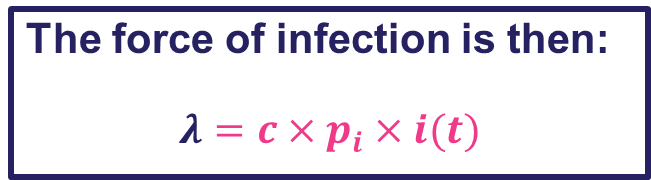 The force of infection is then:
λ = c × pᵢ × i(t)